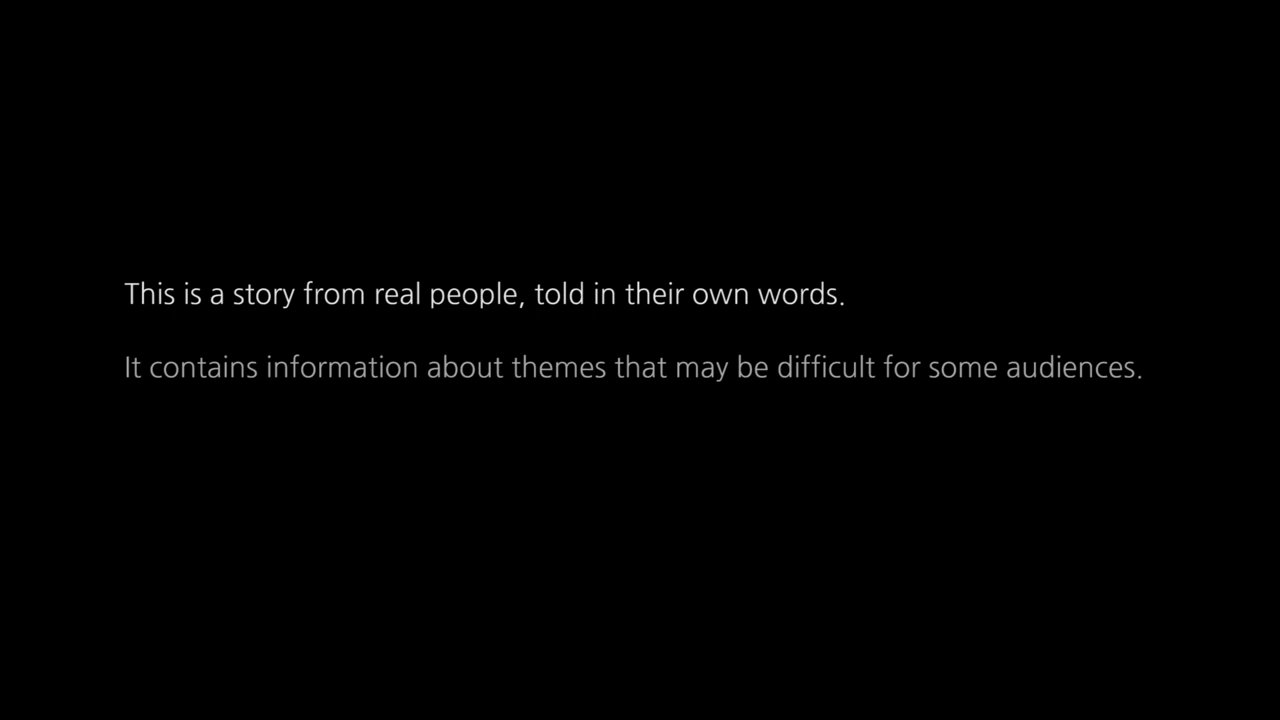 This is a story from real people, told in their own words.
It contains information about themes that may be difficult for some audiences.